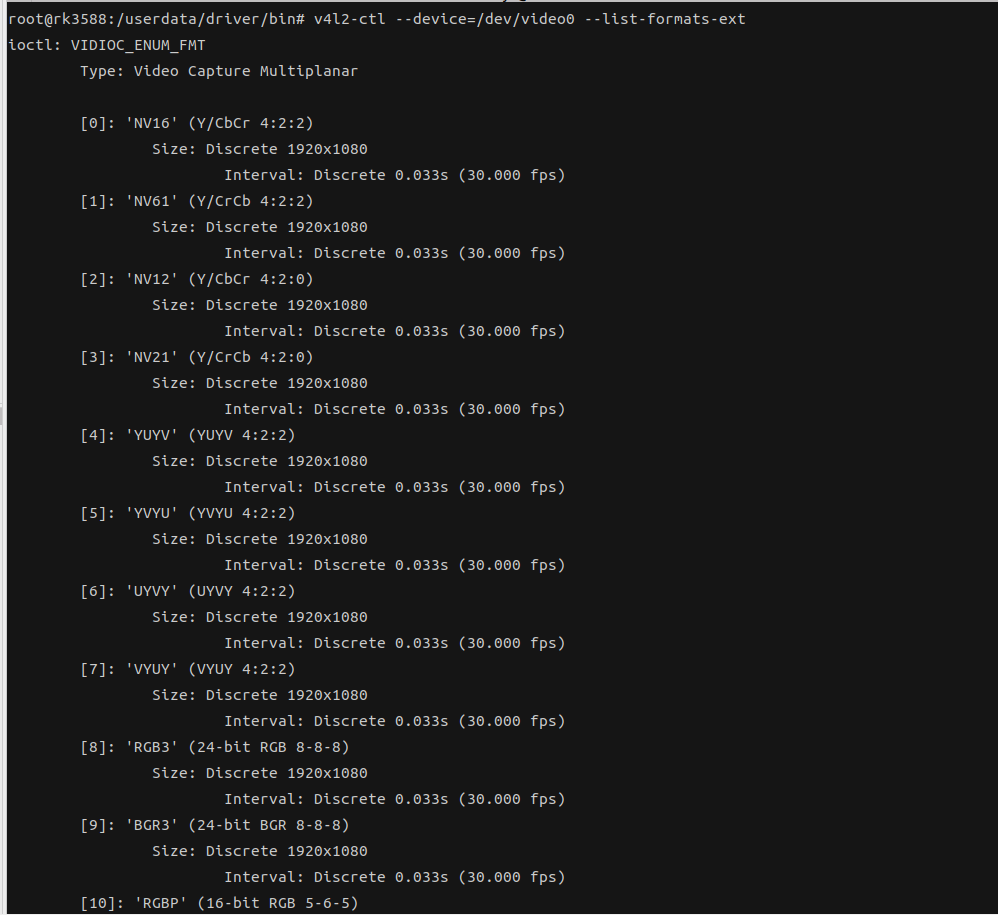 root@rk3588:/userdata/driver/bin# v4l2-ctl --device=/dev/video0 --list-formats-ext
ioctl: VIDIOC_ENUM_FMT
Type: Video Capture Multiplanar
[0]: 'NV16' (Y/CbCr 4:2:2)
Size: Discrete 1920x1080
Interval: Discrete 0.033s (30.000 fps)
[1]: 'NV61' (Y/CrCb 4:2:2)
Size: Discrete 1920x1080
Interval: Discrete 0.033s (30.000 fps)
[2]: 'NV12' (Y/CbCr 4:2:0)
Size: Discrete 1920x1080
Interval: Discrete 0.033s (30.000 fps)
[3]: 'NV21' (Y/CrCb 4:2:0)
Size: Discrete 1920x1080
Interval: Discrete 0.033s (30.000 fps)
[4]: 'YUYV' (YUYV 4:2:2)
Size: Discrete 1920x1080
Interval: Discrete 0.033s (30.000 fps)
[5]: 'YVYU' (YVYU 4:2:2)
Size: Discrete 1920x1080
Interval: Discrete 0.033s (30.000 fps)
[6]: 'UYVY' (UYVY 4:2:2)
Size: Discrete 1920x1080
Interval: Discrete 0.033s (30.000 fps)
[7]: 'VYUY' (VYUY 4:2:2)
Size: Discrete 1920x1080
Interval: Discrete 0.033s (30.000 fps)
[8]: 'RGB3' (24-bit RGB 8-8-8)
Size: Discrete 1920x1080
Interval: Discrete 0.033s (30.000 fps)
[9]: 'BGR3' (24-bit BGR 8-8-8)
Size: Discrete 1920x1080
Interval: Discrete 0.033s (30.000 fps)
[10]: 'RGBP' (16-bit RGB 5-6-5)